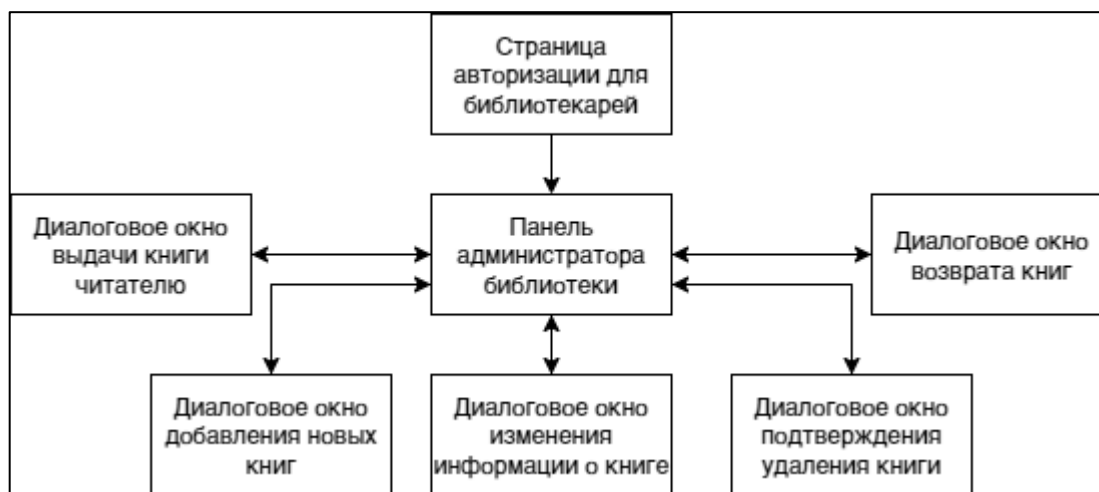 Страница
авторизации для
библиотекарей
Диалоговое окно
выдачи книги
читателю
Панель
администратора
библиотеки
Диалоговое окно
возврата книг
Диалоговое окно
добавления новых
книг
Диалоговое окно
изменения
информации о книге
Диалоговое окно
подтверждения
удаления книги